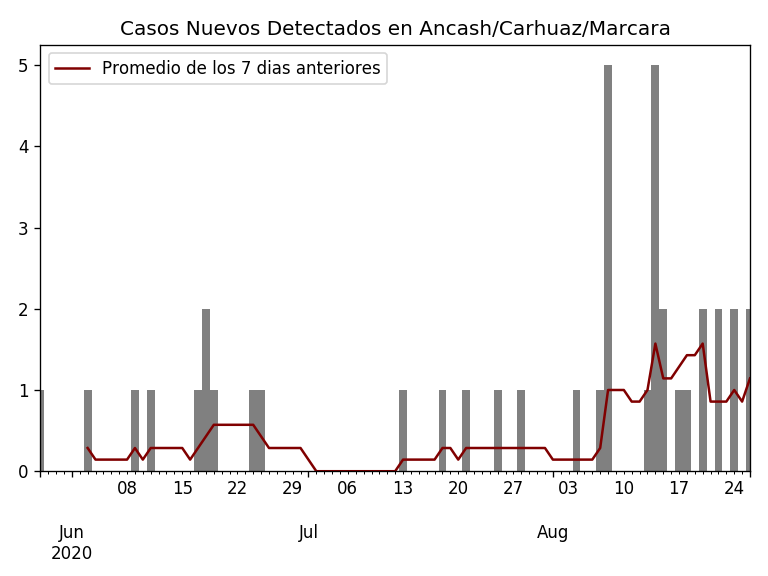 Casos Nuevos Detectados en Ancash/Carhuaz/Marcara
Promedio de los 7 dias anteriores
5
4
3
2
1
0
08 15 22 29 06 13 20 27 03 10 17 24
Jun Jul Aug
2020